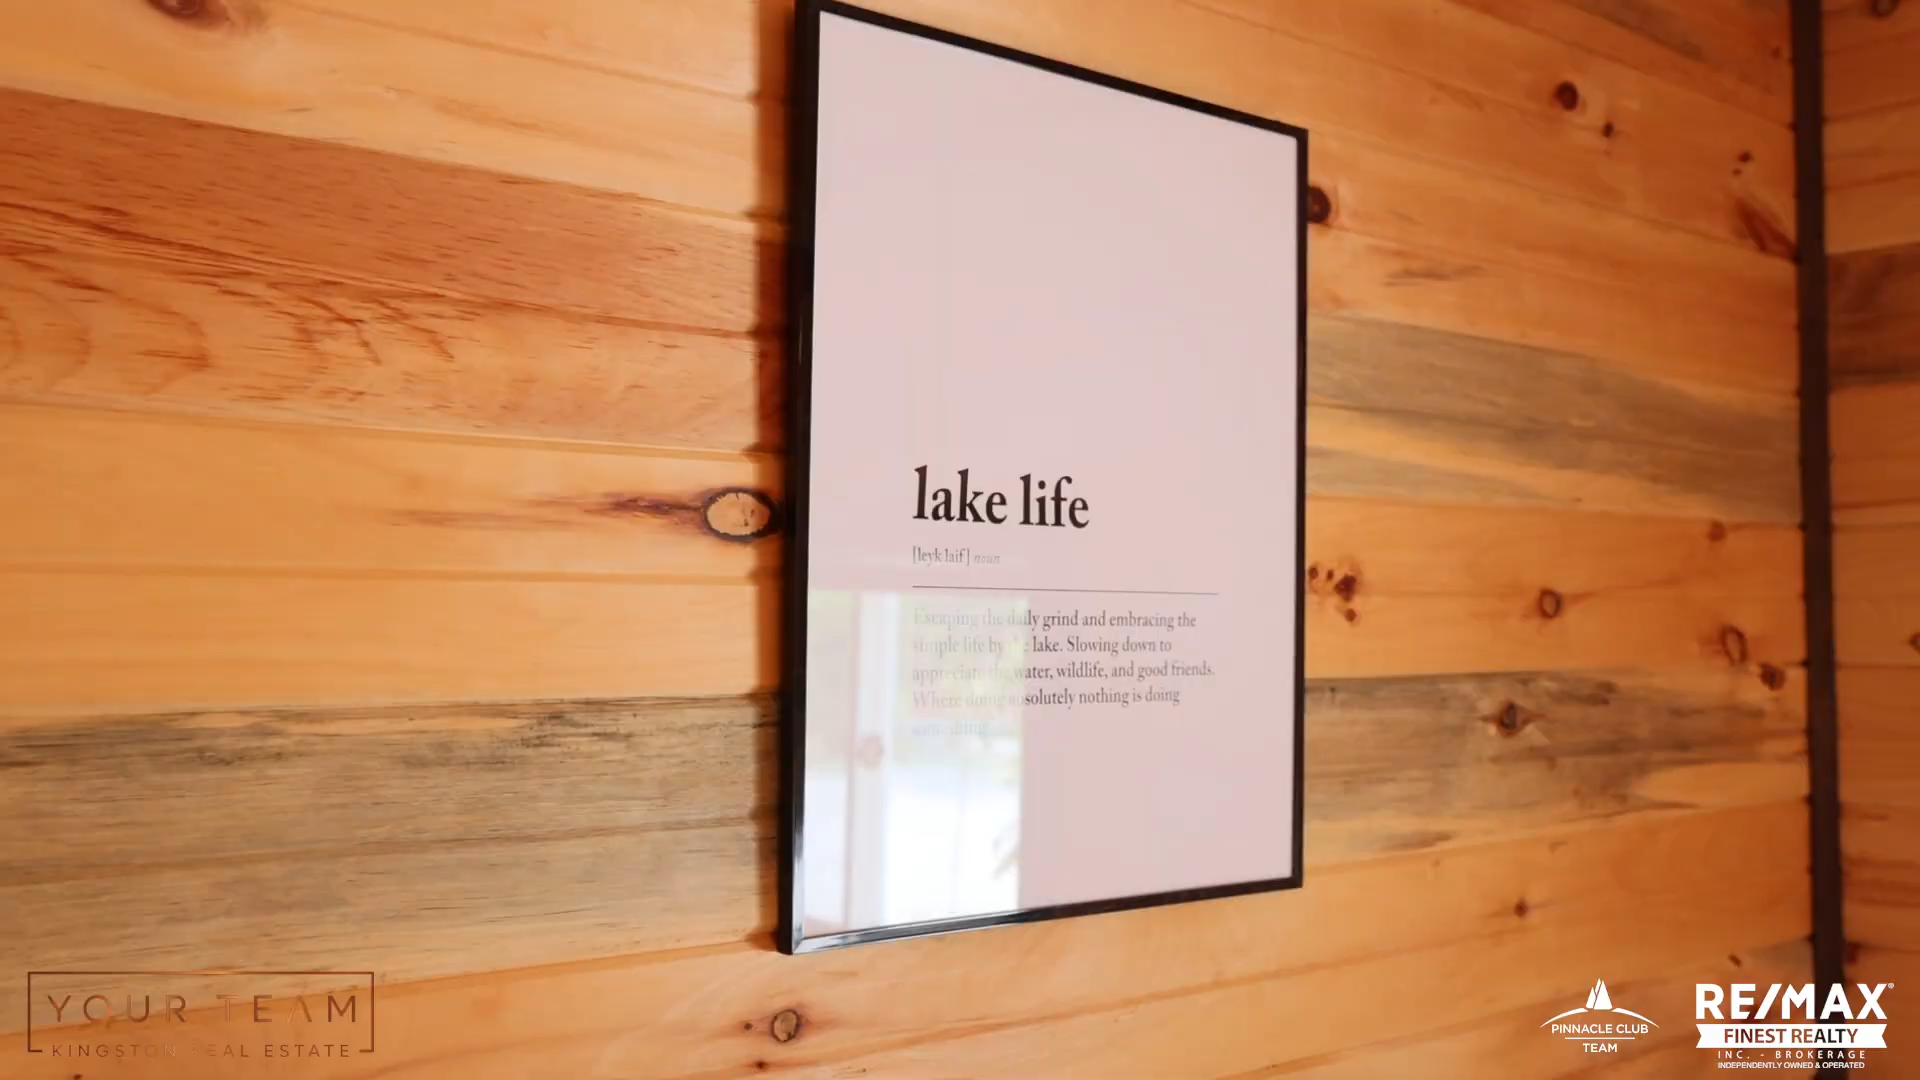 lake life
[leyk laif] noun
Escaping the daily grind and embracing the
simple life by the lake. Slowing down to
appreciate the water, wildlife, and good friends.
Where doing absolutely nothing is doing
something.
YOUR TEAM
KINGSTON REAL ESTATE
PINNACLE CLUB
TEAM
RE/MAX®
FINEST REALTY
INC. - BROKERAGE
INDEPENDENTLY OWNED & OPERATED